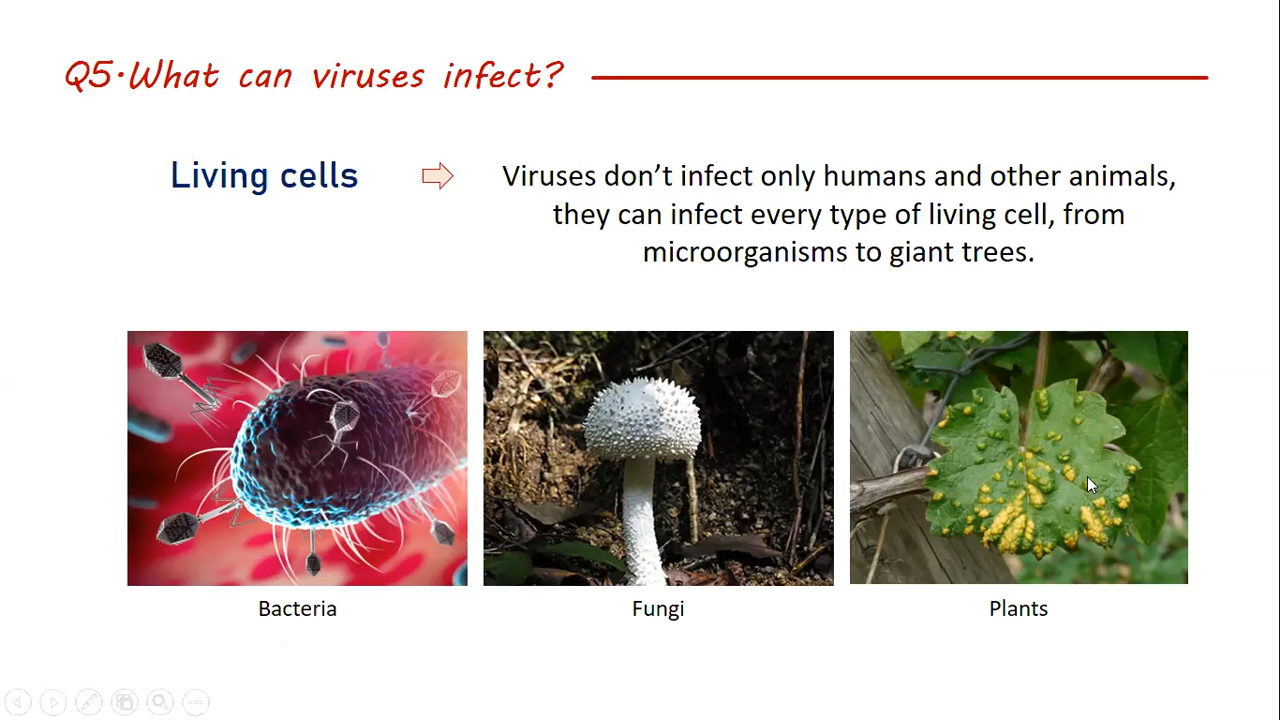 Q5·What can viruses infect?
Living cells
Viruses don’t infect only humans and other animals,
they can infect every type of living cell, from
microorganisms to giant trees.
Bacteria
Fungi
Plants